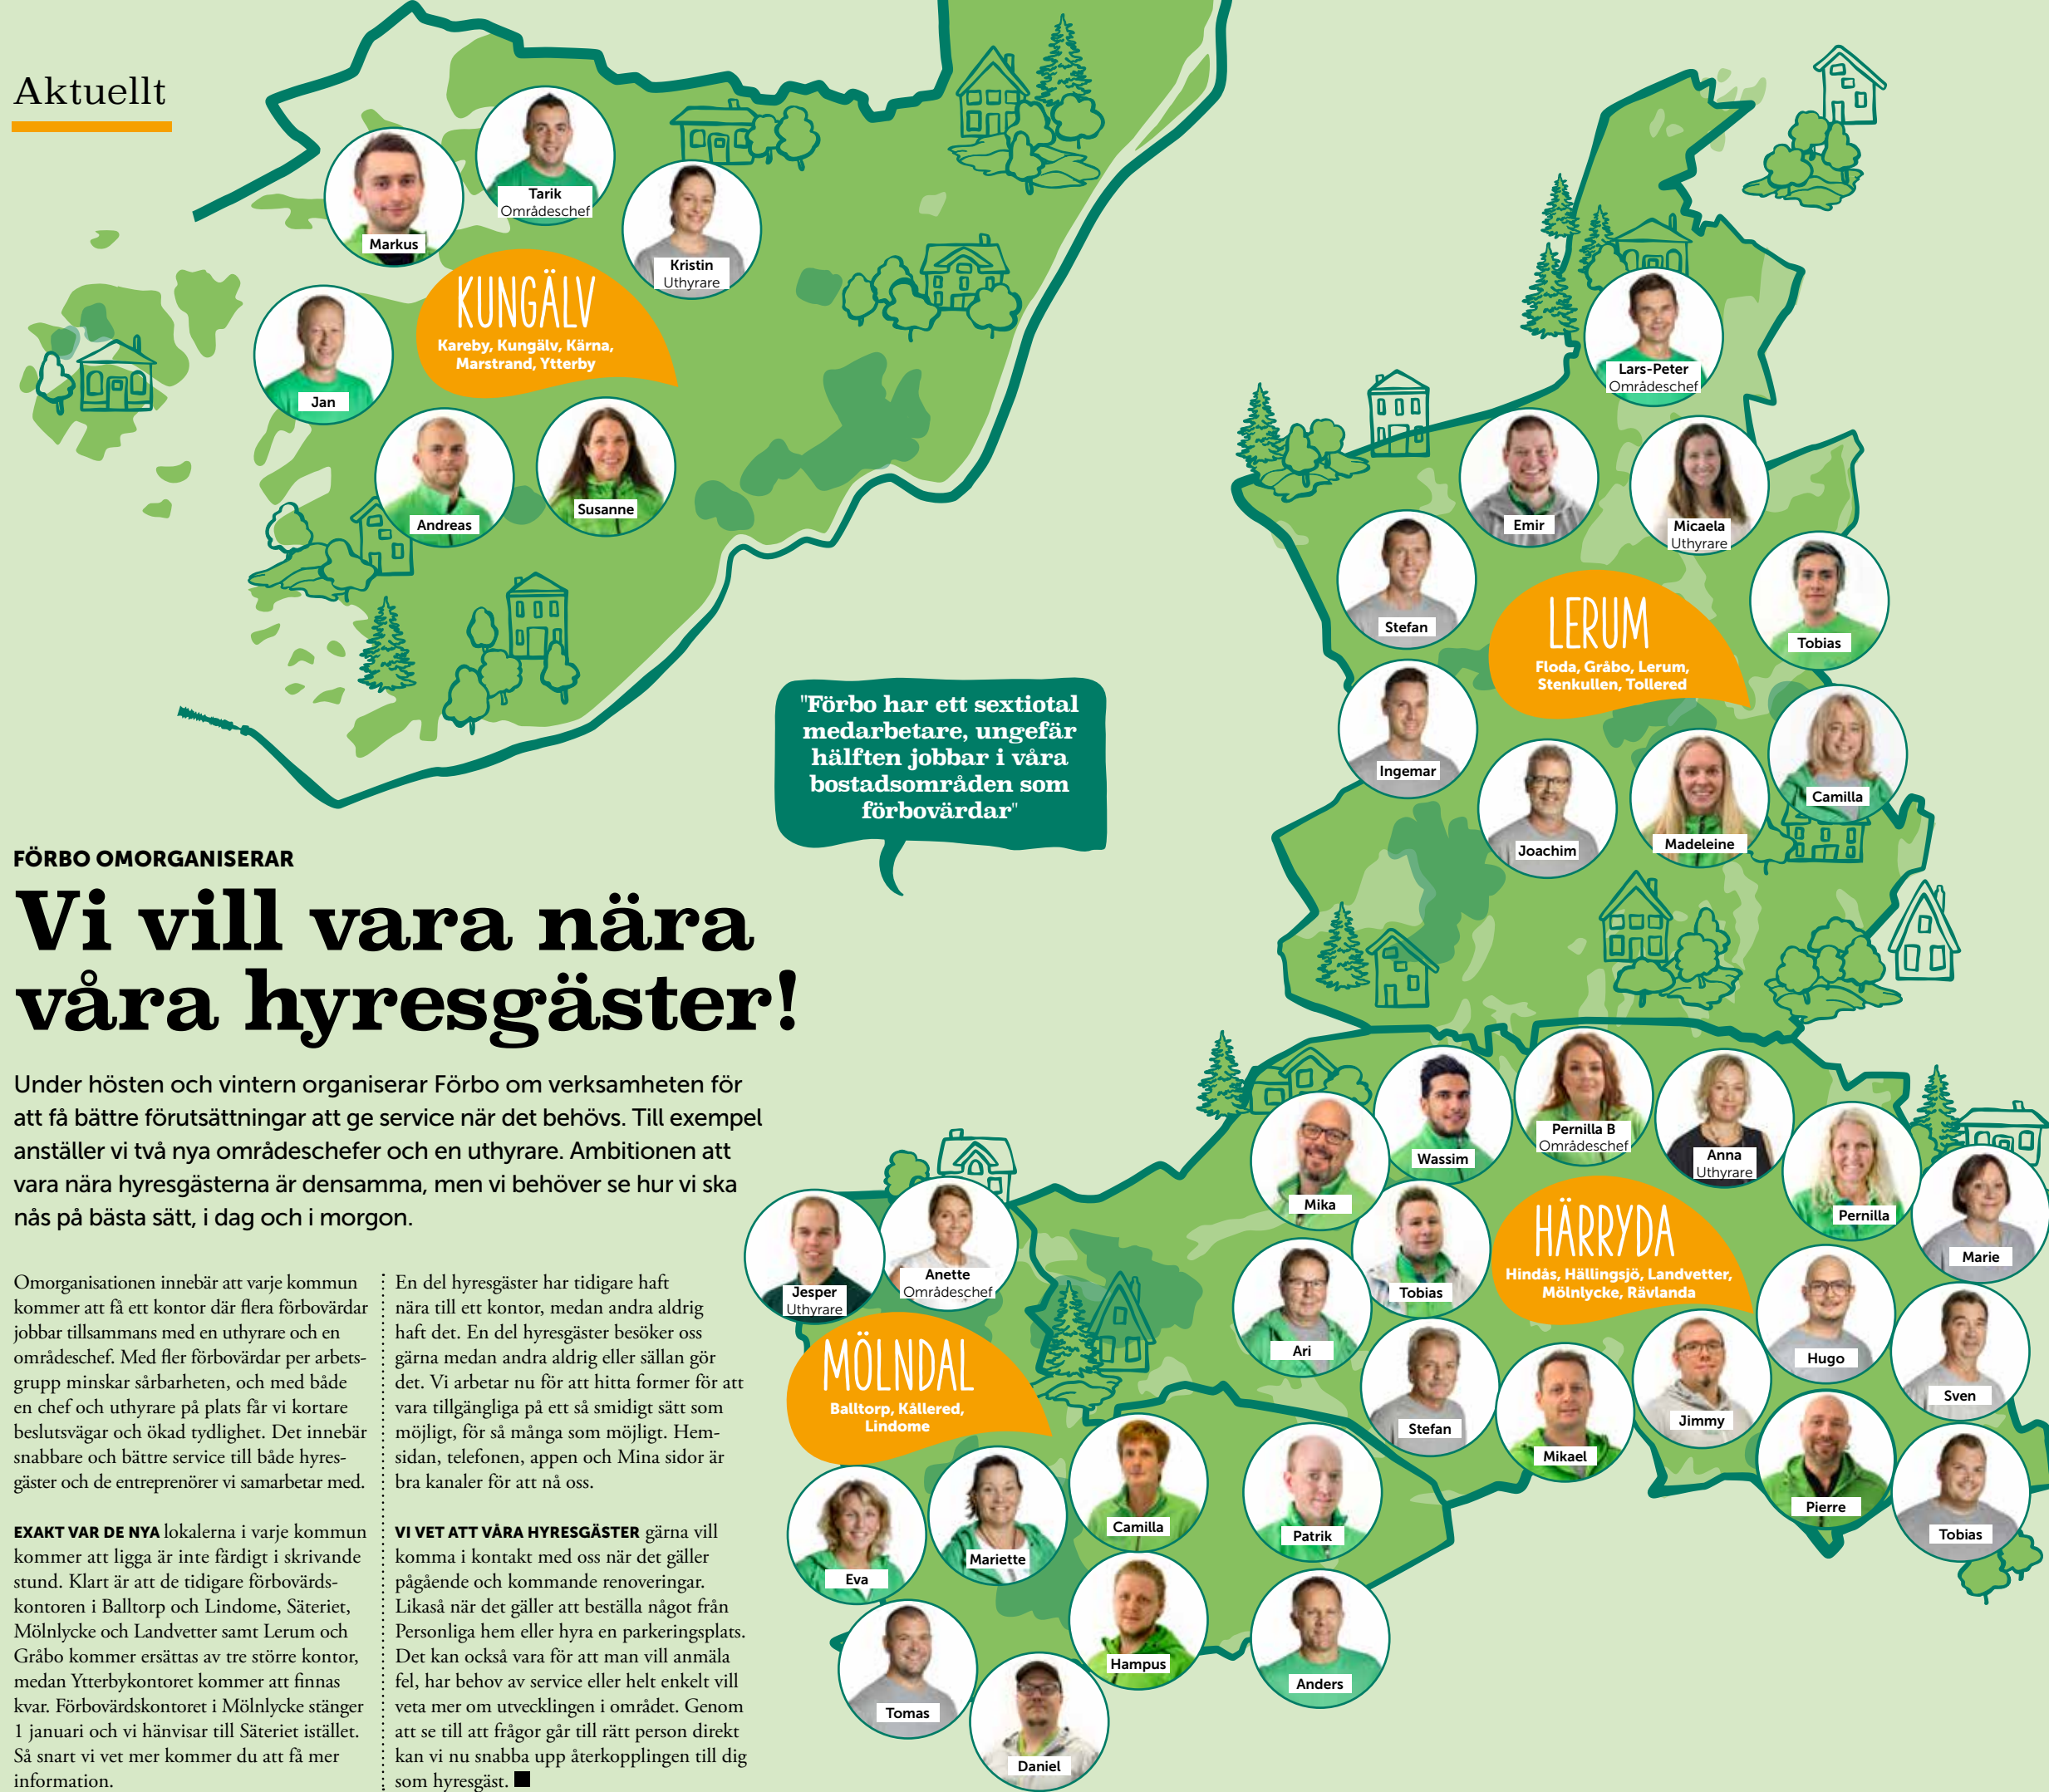 Aktuellt
Markus
Tarik
Områdeschef
Kristin
Uthyrare
KUNGÄLV
Kareby, Kungälv, Kärna,
Marstrand, Ytterby
Jan
Andreas
Susanne
Lars-Peter
Områdeschef
Emir
Micaela
Uthyrare
Stefan
Tobias
LERUM
Floda, Gråbo, Lerum,
Stenkullen, Tollered
Ingemar
Joachim
Madeleine
Camilla
"Förbo har ett sextiotal
medarbetare, ungefär
hälften jobbar i våra
bostadsområden som
förbovärdar"
FÖRBO OMORGANISERAR
Vi vill vara nära
våra hyresgäster!
Under hösten och vintern organiserar Förbo om verksamheten för
att få bättre förutsättningar att ge service när det behövs. Till exempel
anställer vi två nya områdeschefer och en uthyrare. Ambitionen att
vara nära hyresgästerna är densamma, men vi behöver se hur vi ska
nås på bästa sätt, i dag och i morgon.
Omorganisationen innebär att varje kommun
kommer att få ett kontor där flera förbovärdar
jobbar tillsammans med en uthyrare och en
områdeschef. Med fler förbovärdar per arbets-
grupp minskar sårbarheten, och med både
en chef och uthyrare på plats får vi kortare
beslutsvägar och ökad tydlighet. Det innebär
snabbare och bättre service till både hyres-
gäster och de entreprenörer vi samarbetar med.
EXAKT VAR DE NYA lokalerna i varje kommun
kommer att ligga är inte färdigt i skrivande
stund. Klart är att de tidigare förbovärds-
kontoren i Balltorp och Lindome, Säteriet,
Mölnlycke och Landvetter samt Lerum och
Gråbo kommer ersättas av tre större kontor,
medan Ytterbykontoret kommer att finnas
kvar. Förbovärdskontoret i Mölnlycke stänger
1 januari och vi hänvisar till Säteriet istället.
Så snart vi vet mer kommer du att få mer
information.
En del hyresgäster har tidigare haft
nära till ett kontor, medan andra aldrig
haft det. En del hyresgäster besöker oss
gärna medan andra aldrig eller sällan gör
det. Vi arbetar nu för att hitta former för att
vara tillgängliga på ett så smidigt sätt som
möjligt, för så många som möjligt. Hem-
sidan, telefonen, appen och Mina sidor är
bra kanaler för att nå oss.
VI VET ATT VÅRA HYRESGÄSTER gärna vill
komma i kontakt med oss när det gäller
pågående och kommande renoveringar.
Likaså när det gäller att beställa något från
Personliga hem eller hyra en parkeringsplats.
Det kan också vara för att man vill anmäla
fel, har behov av service eller helt enkelt vill
veta mer om utvecklingen i området. Genom
att se till att frågor går till rätt person direkt
kan vi nu snabba upp återkopplingen till dig
som hyresgäst.
Jesper
Uthyrare
Anette
Områdeschef
MÖLNDAL
Balltorp, Kållered,
Lindome
Eva
Mariette
Camilla
Patrik
Tomas
Daniel
Hampus
Anders
Mika
Wassim
Pernilla B
Områdeschef
Anna
Uthyrare
Pernilla
Marie
HÄRRYDA
Hindås, Hällingsjö, Landvetter,
Mölnlycke, Rävlanda
Tobias
Ari
Stefan
Mikael
Jimmy
Hugo
Sven
Pierre
Tobias